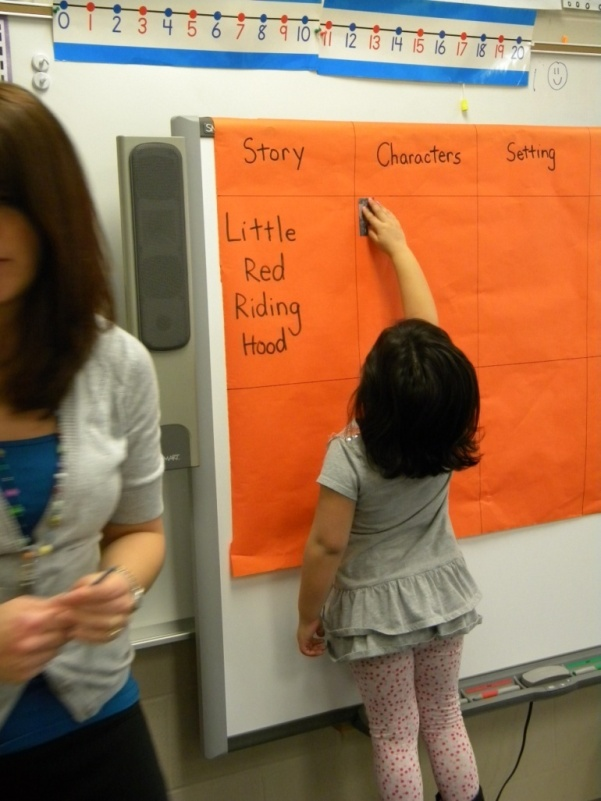 0 1 2 3 4 5 6 7 8 9 10 11 12 13 14 15 16 17 18 19 20
Story Characters Setting
Little
Red
Riding
Hood